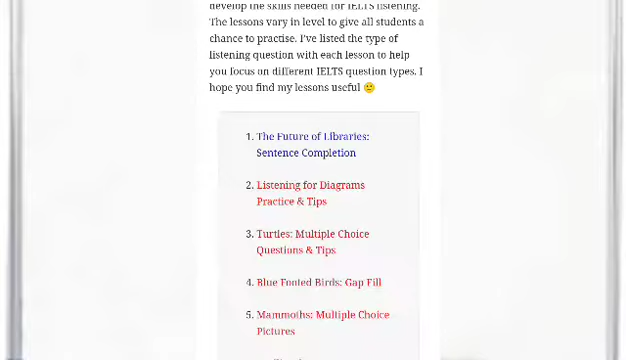 develop the skills needed for IELTS listening.
The lessons vary in level to give all students a
chance to practise. I've listed the type of
listening question with each lesson to help
you focus on different IELTS question types. I
hope you find my lessons useful 🙂
1. The Future of Libraries:
Sentence Completion
2. Listening for Diagrams
Practice & Tips
3. Turtles: Multiple Choice
Questions & Tips
4. Blue Footed Birds: Gap Fill
5. Mammoths: Multiple Choice
Pictures